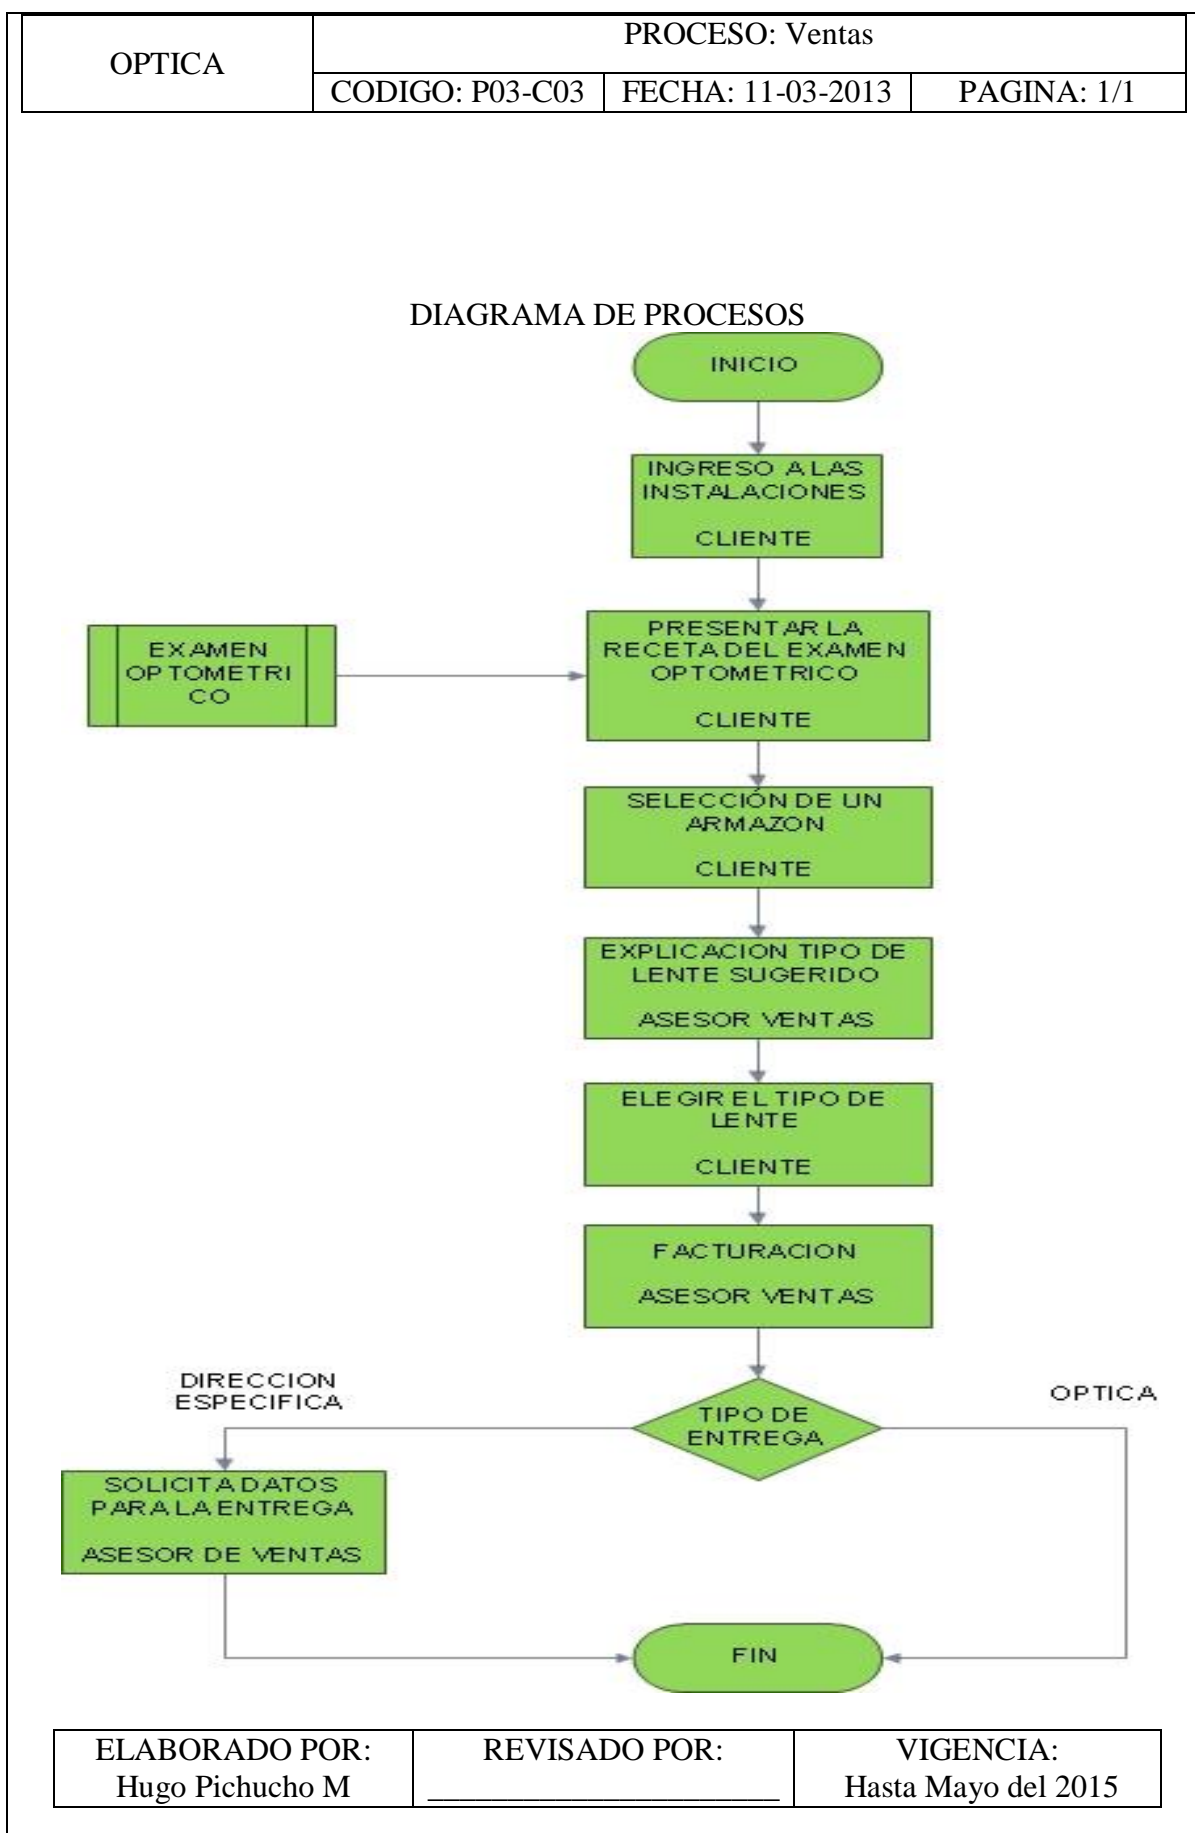 OPTICA
PROCESO: Ventas
CODIGO: P03-C03
FECHA: 11-03-2013
PAGINA: 1/1
DIAGRAMA DE PROCESOS
INICIO
INGRESO A LAS
INSTALACIONES
CLIENTE
EXAMEN
OPTOMETRI
CO
PRESENTAR LA
RECETA DEL EXAMEN
OPTOMETRICO
CLIENTE
SELECCIÓN DE UN
ARMAZON
CLIENTE
EXPLICACION TIPO DE
LENTE SUGERIDO
ASESOR VENTAS
ELEGIR EL TIPO DE
LENTE
CLIENTE
FACTURACION
ASESOR VENTAS
TIPO DE
ENTREGA
DIRECCION
ESPECIFICA
OPTICA
SOLICITA DATOS
PARA LA ENTREGA
ASESOR DE VENTAS
FIN
ELABORADO POR:
Hugo Pichucho M
REVISADO POR:
______________________
VIGENCIA:
Hasta Mayo del 2015